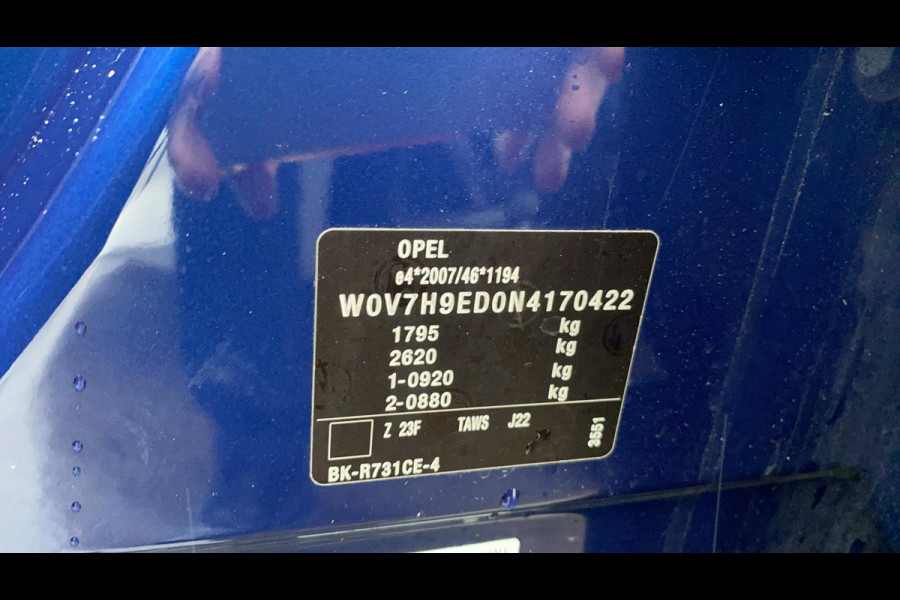 OPEL
e4*2007/46*1194
W0V7H9ED0N4170422
1795 kg
2620 kg
1-0920 kg
2-0880 kg
Z 23F TAWS J22
3551
BK-R731CE-4